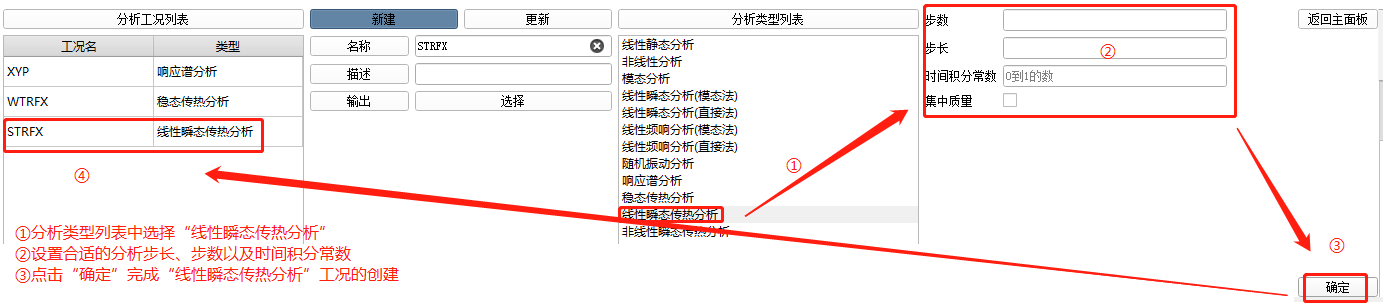 分析工况列表
工况名 类型
XYP 响应谱分析
WTRFX 稳态传热分析
STRFX 线性瞬态传热分析
④
新建 更新
名称 STRFX
描述
输出 选择
分析类型列表
线性静态分析
非线性分析
模态分析
线性瞬态分析(模态法)
线性瞬态分析(直接法)
线性频响分析(模态法)
线性频响分析(直接法)
随机振动分析
响应谱分析
稳态传热分析
线性瞬态传热分析
非线性瞬态传热分析
①
步数
步长
②
时间积分常数 0到1的数
集中质量
返回主面板
③
确定
①分析类型列表中选择“线性瞬态传热分析”
②设置合适的分析步长、步数以及时间积分常数
③点击“确定”完成“线性瞬态传热分析”工况的创建